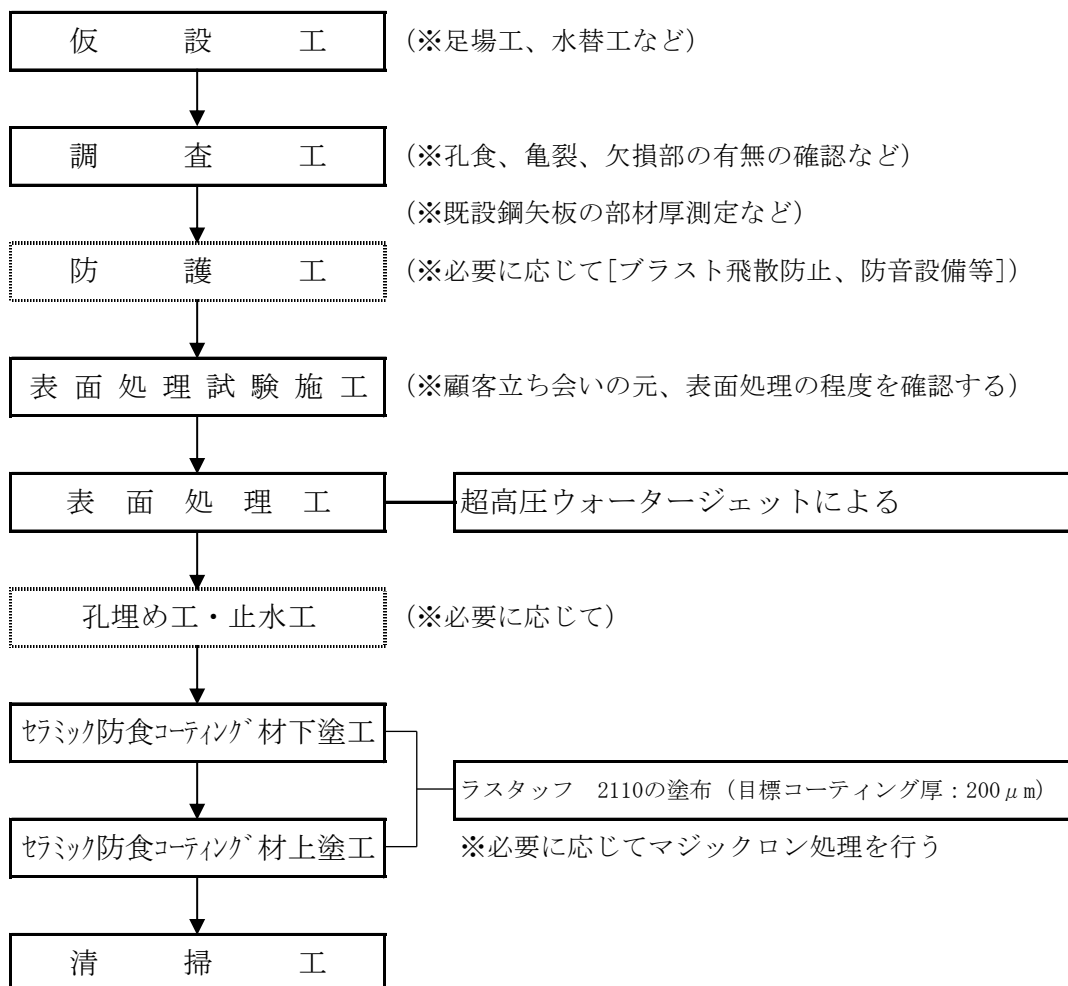 仮設工
(※足場工、水替工など)
調査工
(※孔食、亀裂、欠損部の有無の確認など)
(※既設鋼矢板の部材厚測定など)
防護工
(※必要に応じて[ブラスト飛散防止、防音設備等])
表面処理試験施工
(※顧客立ち会いの元、表面処理の程度を確認する)
表面処理工
超高圧ウォータージェットによる
孔埋め工・止水工
(※必要に応じて)
ｾﾗﾐｯｸ防食ｺｰﾃｨﾝｸﾞ材下塗工
ラスタッフ　2110の塗布（目標コーティング厚：200μm）
ｾﾗﾐｯｸ防食ｺｰﾃｨﾝｸﾞ材上塗工
※必要に応じてマジックロン処理を行う
清掃工